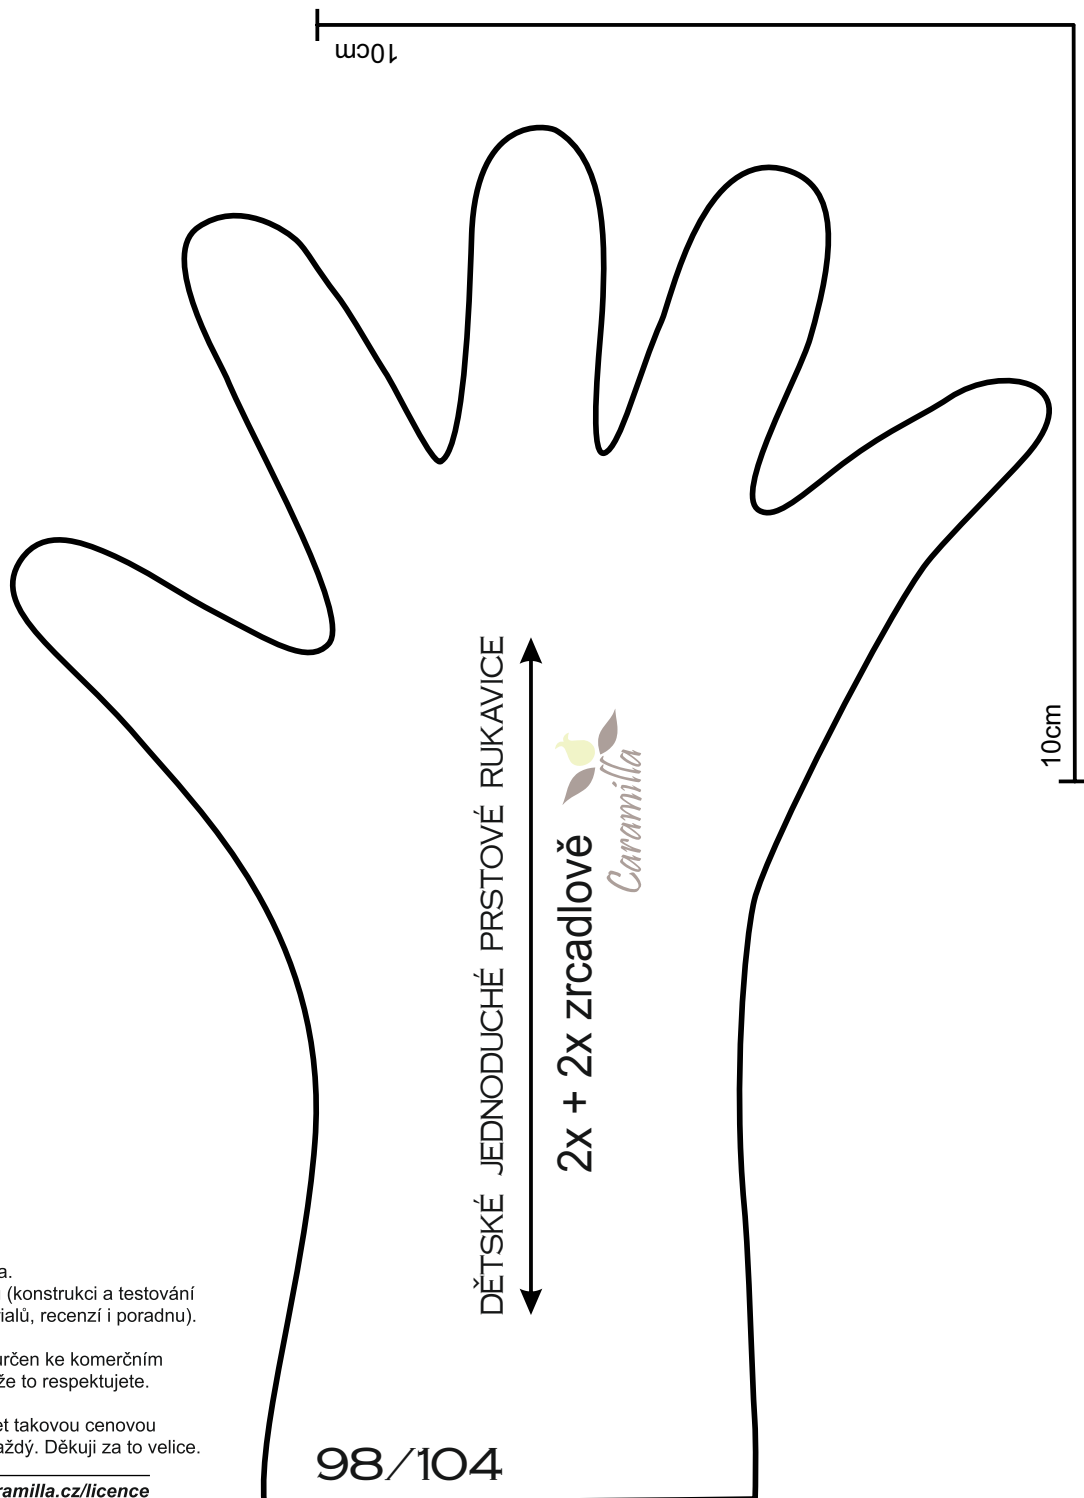 10cm
10cm
DĚTSKÉ JEDNODUCHÉ PRSTOVÉ RUKAVICE
2x + 2x zrcadlově
Caramilla
a.
(konstrukci a testování
rialů, recenzí i poradnu).
určen ke komerčním
že to respektujete.
et takovou cenovou
aždý. Děkuji za to velice.
ramilla.cz/licence
98/104